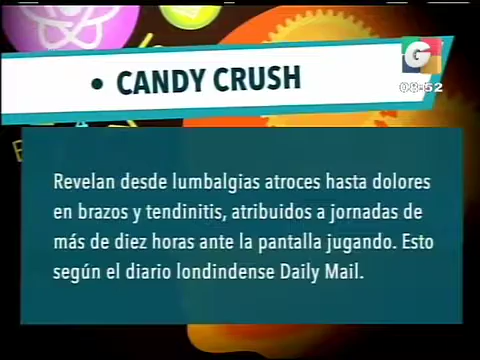 • CANDY CRUSH
G
08:52
Revelan desde lumbalgias atroces hasta dolores
en brazos y tendinitis, atribuidos a jornadas de
más de diez horas ante la pantalla jugando. Esto
según el diario londindense Daily Mail.